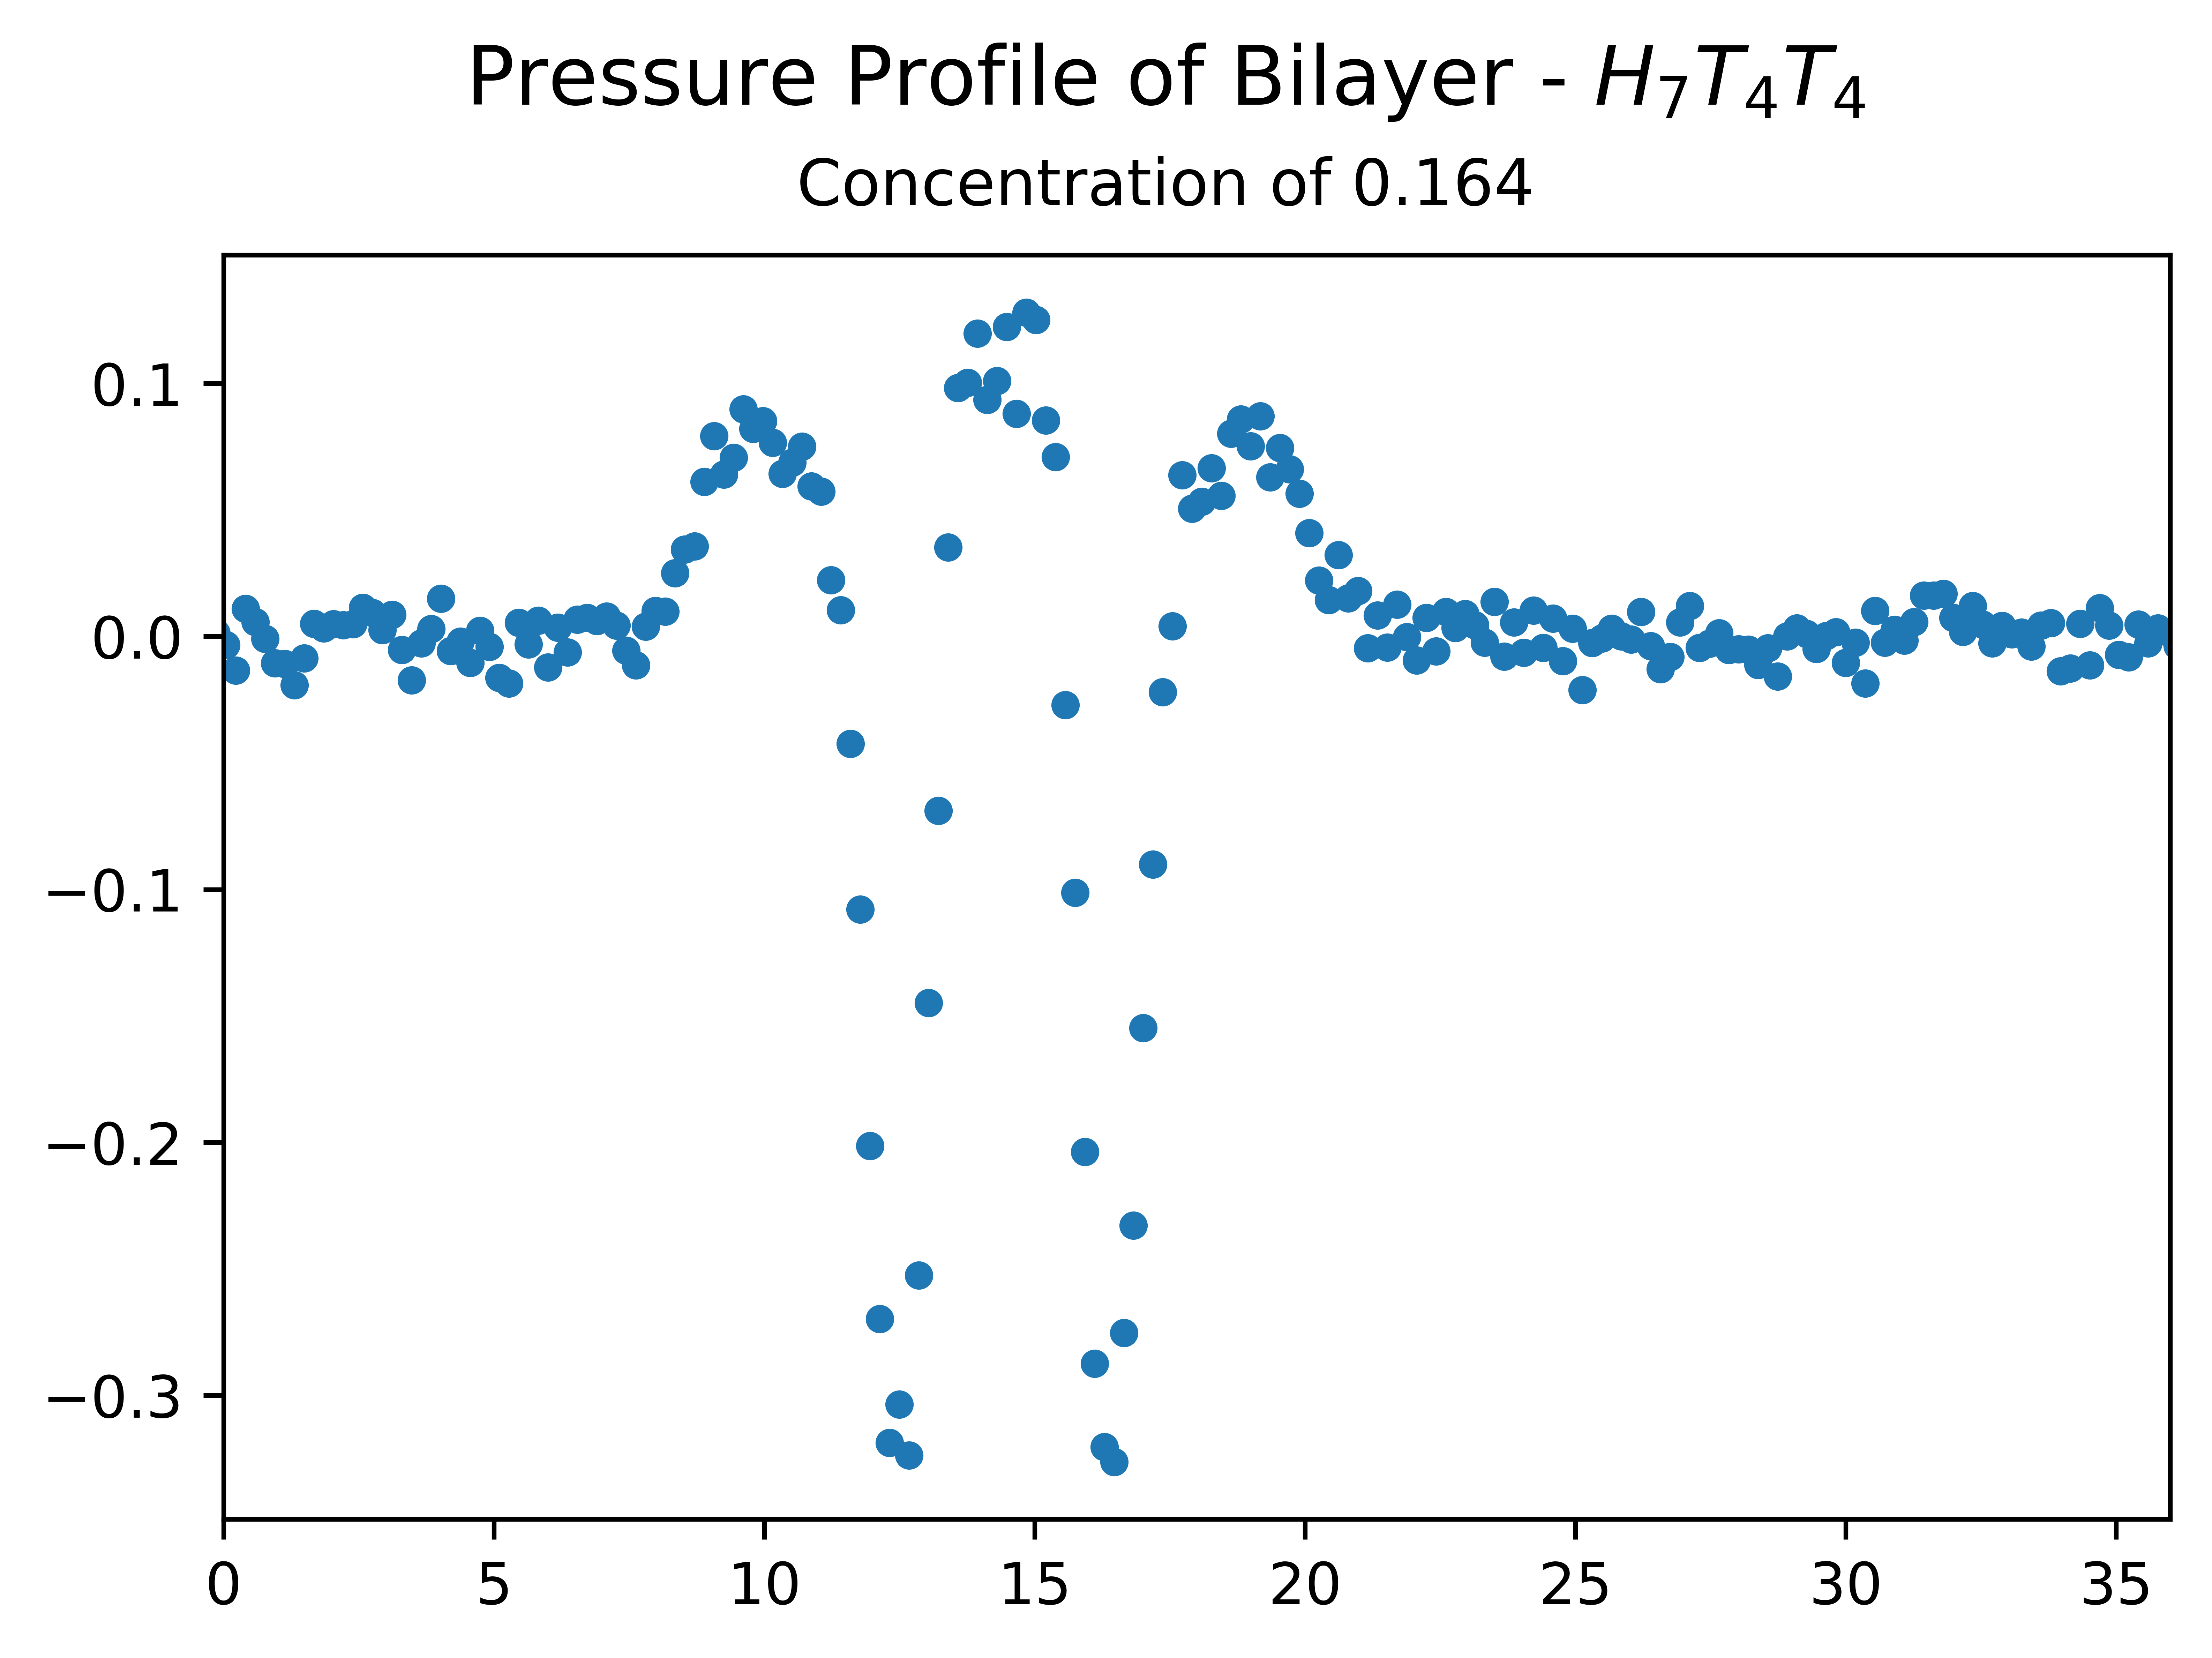 Pressure Profile of Bilayer - H₇T₄T₄
Concentration of 0.164
0.1
0.0
−0.1
−0.2
−0.3
0 5 10 15 20 25 30 35